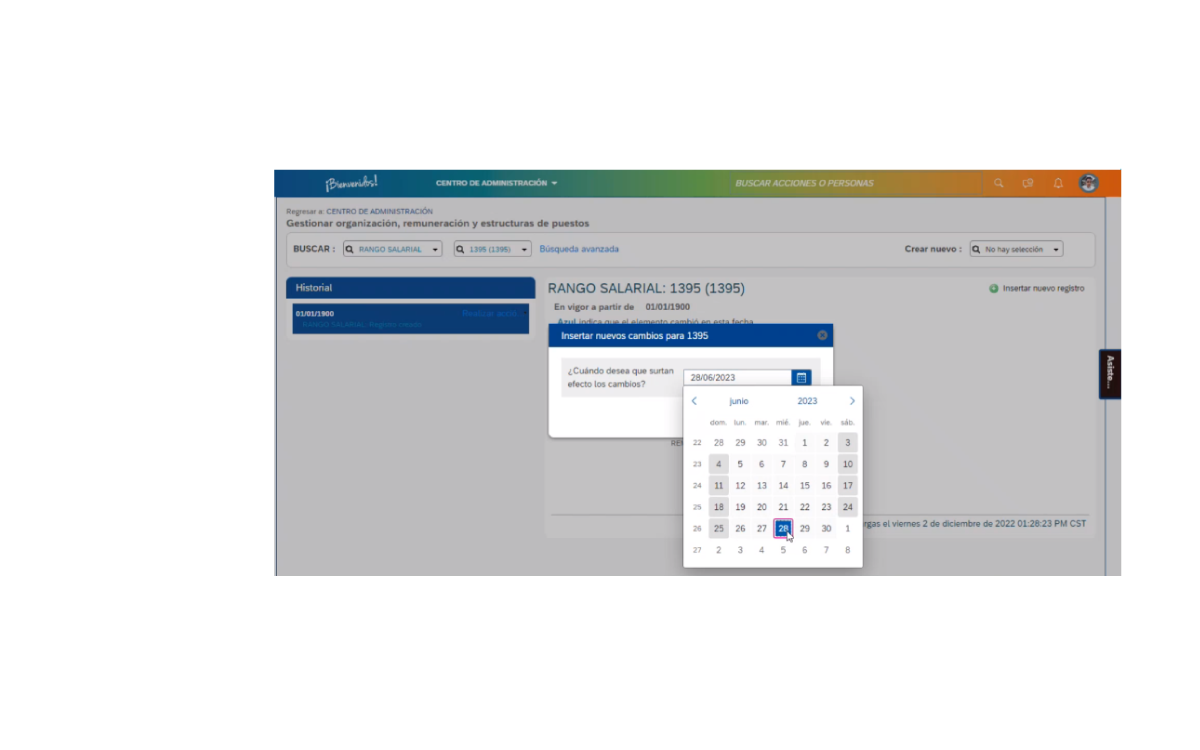 ¡Bienvenidos!
CENTRO DE ADMINISTRACIÓN
BUSCAR ACCIONES O PERSONAS
Regresar a: CENTRO DE ADMINISTRACIÓN
Gestionar organización, remuneración y estructuras de puestos
BUSCAR : RANGO SALARIAL 1395 (1395) Búsqueda avanzada
Crear nuevo : No hay selección
Historial
01/01/1900 Realizar acció
RANGO SALARIAL
RANGO SALARIAL: 1395 (1395)
Insertar nuevo registro
En vigor a partir de 01/01/1900
Azul indica que el elemento cambió en esta fecha
Insertar nuevos cambios para 1395
¿Cuándo desea que surtan
efecto los cambios?
28/06/2023
junio 2023
dom. lun. mar. mié. jue. vie. sáb.
22 28 29 30 31 1 2 3
23 4 5 6 7 8 9 10
24 11 12 13 14 15 16 17
25 18 19 20 21 22 23 24
26 25 26 27 28 29 30 1
27 2 3 4 5 6 7 8
rgas el viernes 2 de diciembre de 2022 01:28:23 PM CST
Asiste...